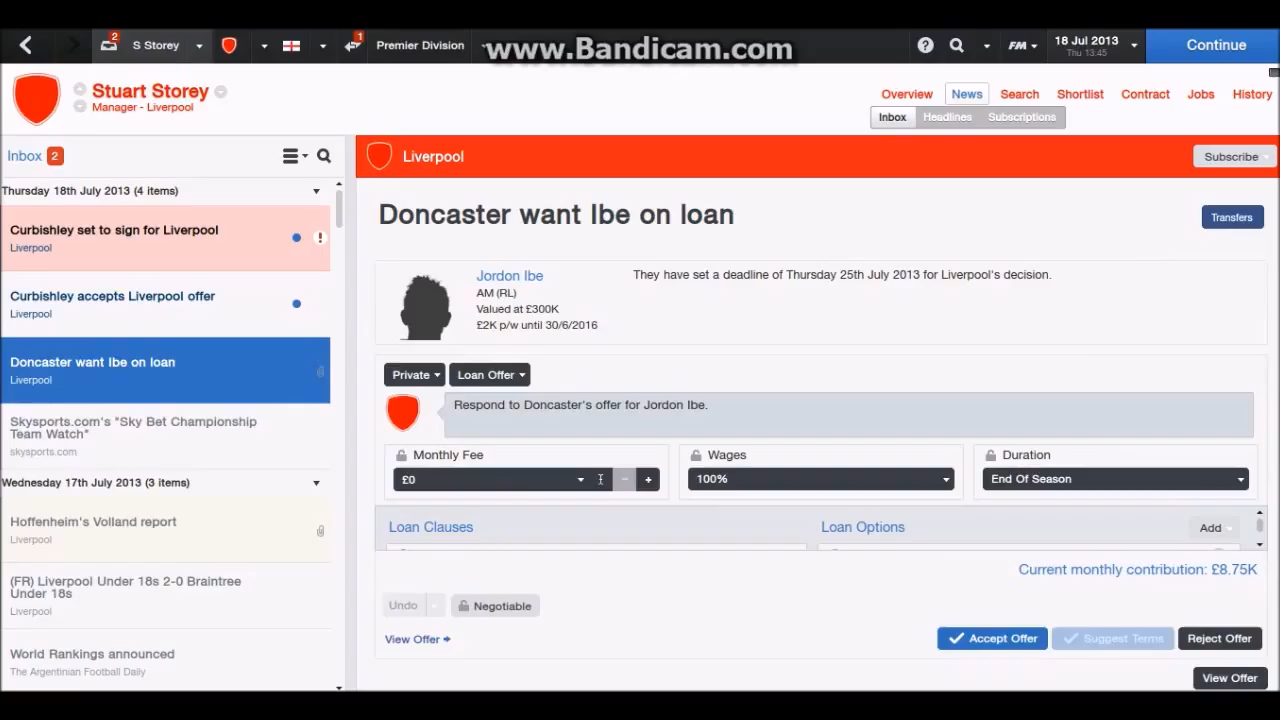 2
S Storey
1
Premier Division
www.Bandicam.com
FM
18 Jul 2013
Thu 13:45
Continue
Stuart Storey
Manager - Liverpool
Overview
News
Search
Shortlist
Contract
Jobs
History
Inbox
Headlines
Subscriptions
Inbox 2
Liverpool
Subscribe
Thursday 18th July 2013 (4 items)
Curbishley set to sign for Liverpool
Liverpool
Curbishley accepts Liverpool offer
Liverpool
Doncaster want Ibe on loan
Liverpool
Skysports.com's "Sky Bet Championship
Team Watch"
skysports.com
Wednesday 17th July 2013 (3 items)
Hoffenheim's Volland report
Liverpool
(FR) Liverpool Under 18s 2-0 Braintree
Under 18s
Liverpool
World Rankings announced
The Argentinian Football Daily
Doncaster want Ibe on loan
Transfers
Jordon Ibe
AM (RL)
Valued at £300K
£2K p/w until 30/6/2016
They have set a deadline of Thursday 25th July 2013 for Liverpool's decision.
Private
Loan Offer
Respond to Doncaster's offer for Jordon Ibe.
Monthly Fee
£0
- +
Wages
100%
Duration
End Of Season
Loan Clauses
Loan Options
Add
Current monthly contribution: £8.75K
Undo
Negotiable
View Offer
Accept Offer
Suggest Terms
Reject Offer
View Offer